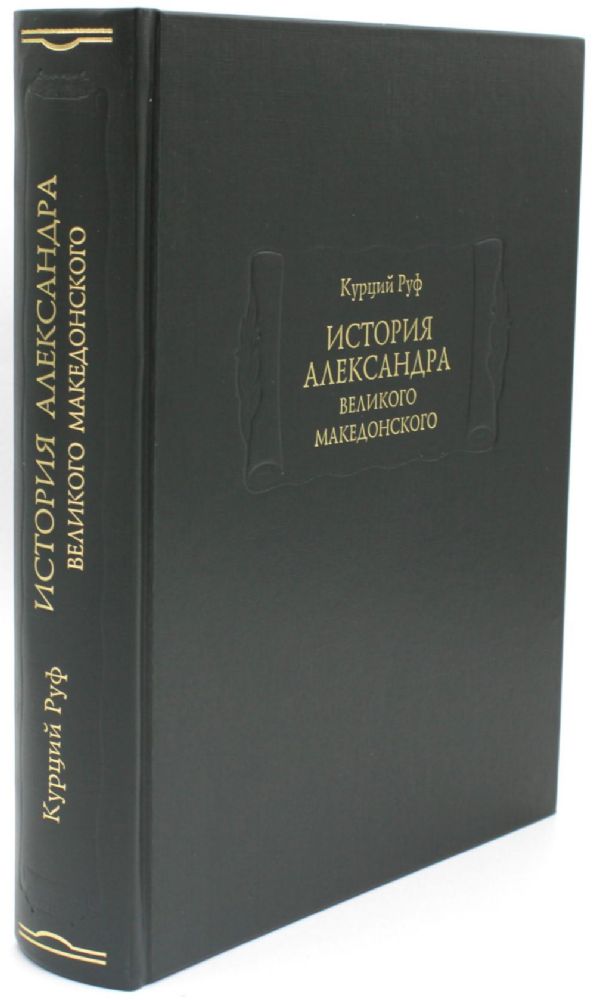 Курций Руф
ИСТОРИЯ
АЛЕКСАНДРА
ВЕЛИКОГО
МАКЕДОНСКОГО
Курций Руф ИСТОРИЯ АЛЕКСАНДРА
ВЕЛИКОГО МАКЕДОНСКОГО